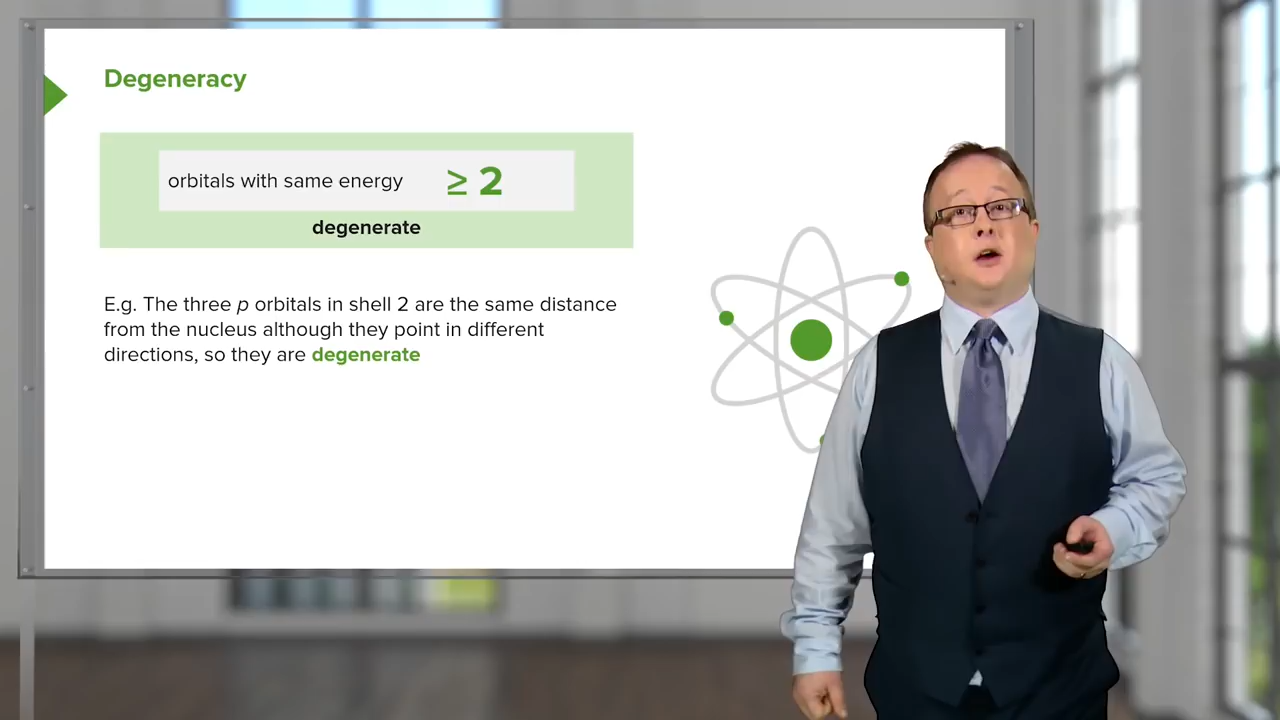 Degeneracy
orbitals with same energy ≥ 2
degenerate
E.g. The three p orbitals in shell 2 are the same distance
from the nucleus although they point in different
directions, so they are degenerate